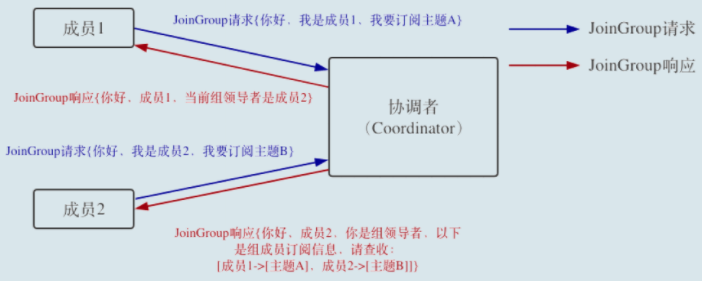 JoinGroup请求{你好，我是成员1，我要订阅主题A}
成员1
JoinGroup请求
JoinGroup响应
JoinGroup响应{你好，成员1，当前组领导者是成员2}
协调者
（Coordinator）
JoinGroup请求{你好，我是成员2，我要订阅主题B}
成员2
JoinGroup响应{你好，成员2，你是组领导者，以下
是组成员订阅信息，请查收：
[成员1->[主题A]，成员2->[主题B]]}